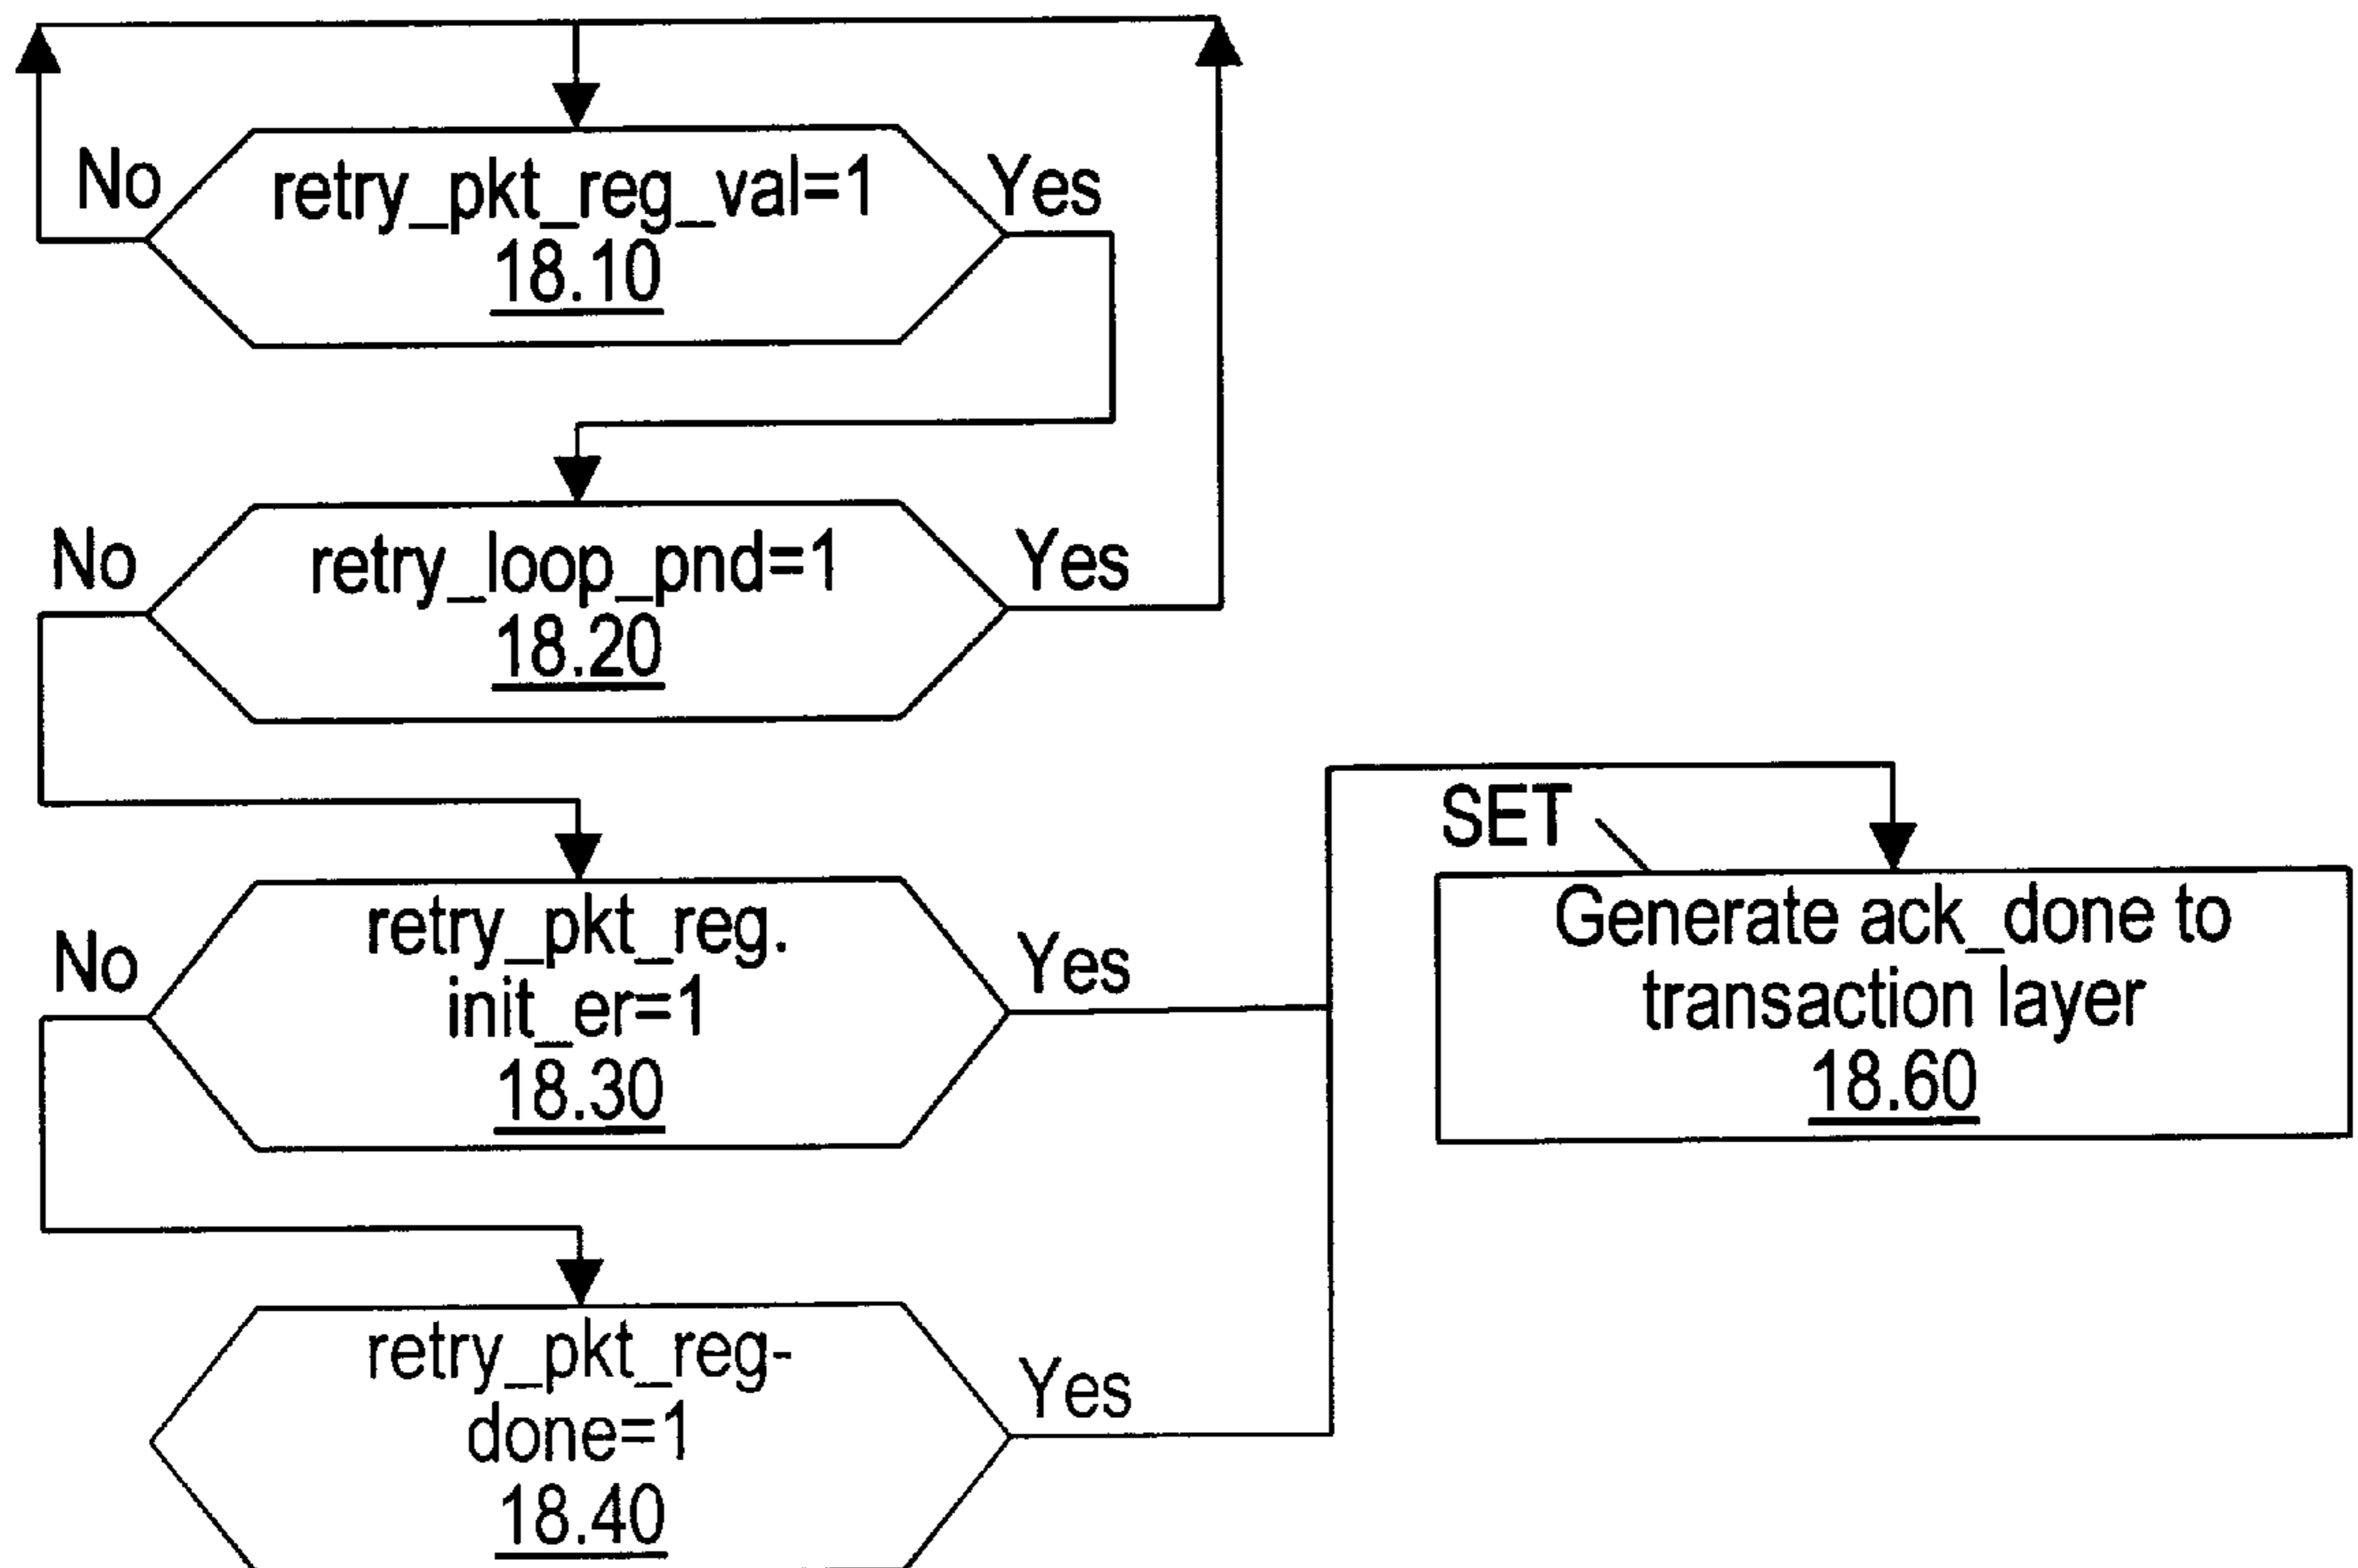 No
retry_pkt_reg_val=1
Yes
18.10
No
retry_loop_pnd=1
Yes
18.20
SET
Generate ack_done to
transaction layer
18.60
No
retry_pkt_reg.
init_er=1
Yes
18.30
retry_pkt_reg-
done=1
Yes
18.40